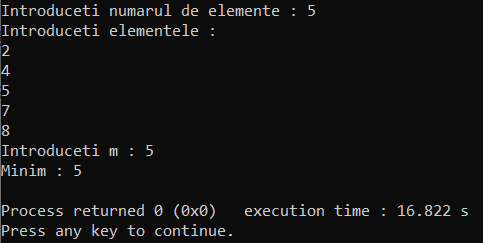 Introduceti numarul de elemente : 5
Introduceti elementele :
2
4
5
7
8
Introduceti m : 5
Minim : 5
Process returned 0 (0x0)   execution time : 16.822 s
Press any key to continue.